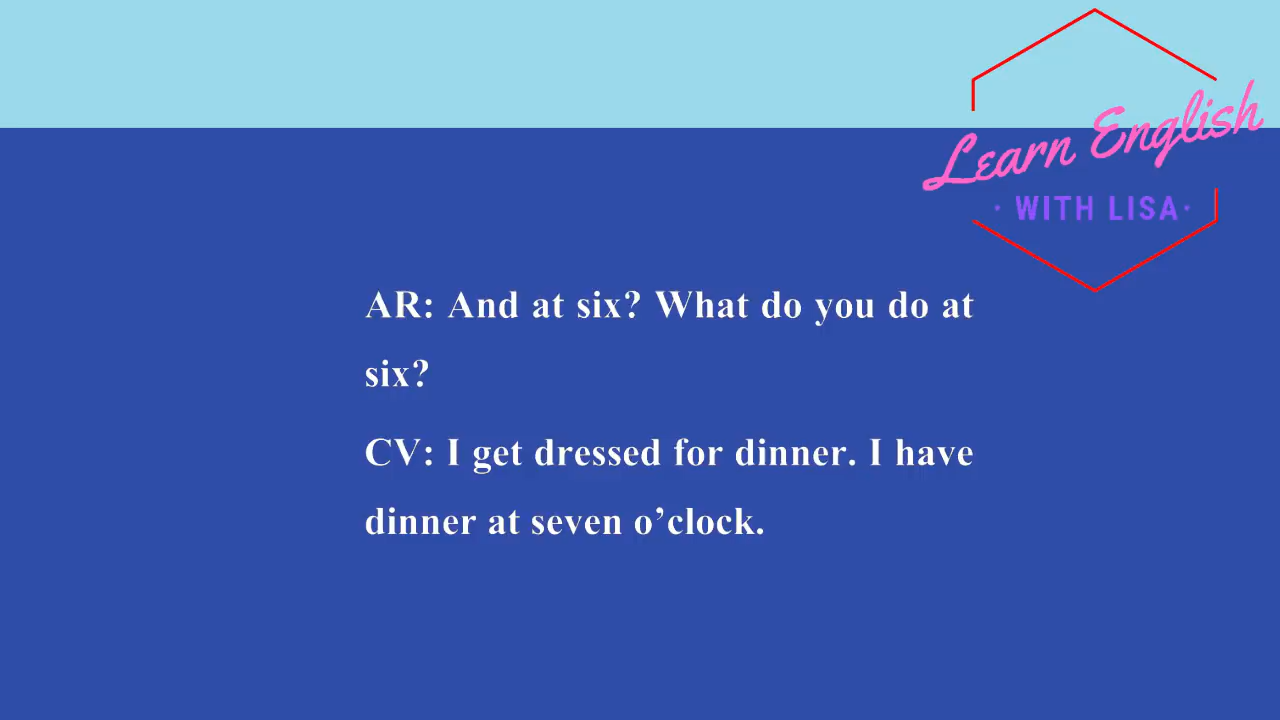 Learn English
· WITH LISA ·
AR: And at six? What do you do at
six?
CV: I get dressed for dinner. I have
dinner at seven o’clock.